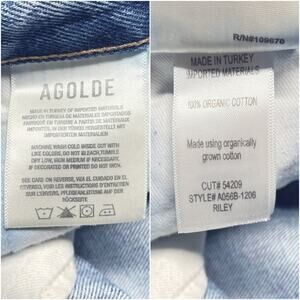 AGOLDE
MADE IN TURKEY OF IMPORTED MATERIALS
HECHO EN TURQUIA DE MATERIALES IMPORTADOS
FABRIQUÉ EN TURQUIE A PARTIR DE MATÉRIAUX
IMPORTÉS, IN DER TÜRKEI HERGESTELLT MIT
IMPORTIERTEN MATERIALIEN
MACHINE WASH COLD INSIDE OUT WITH
LIKE COLORS, DO NOT BLEACH,TUMBLE
DRY LOW, HIGH MEDIUM IF NECESSARY,
IF DECORATED OR PRINTED DO NOT IRON.
SEE CARE ON REVERSE, VEA EL CUIDADO EN EL
REVERSO, VOIR LES INSTRUCTIONS D'ENTRETIEN
AU VERSO, PFLEGEANLEITUNG AUF DER
RÜCKSEITE
R/N#109670
MADE IN TURKEY
IMPORTED MATERIALS
100% ORGANIC COTTON
Made using organically
grown cotton
CUT# 54209
STYLE# A056B-1206
RILEY